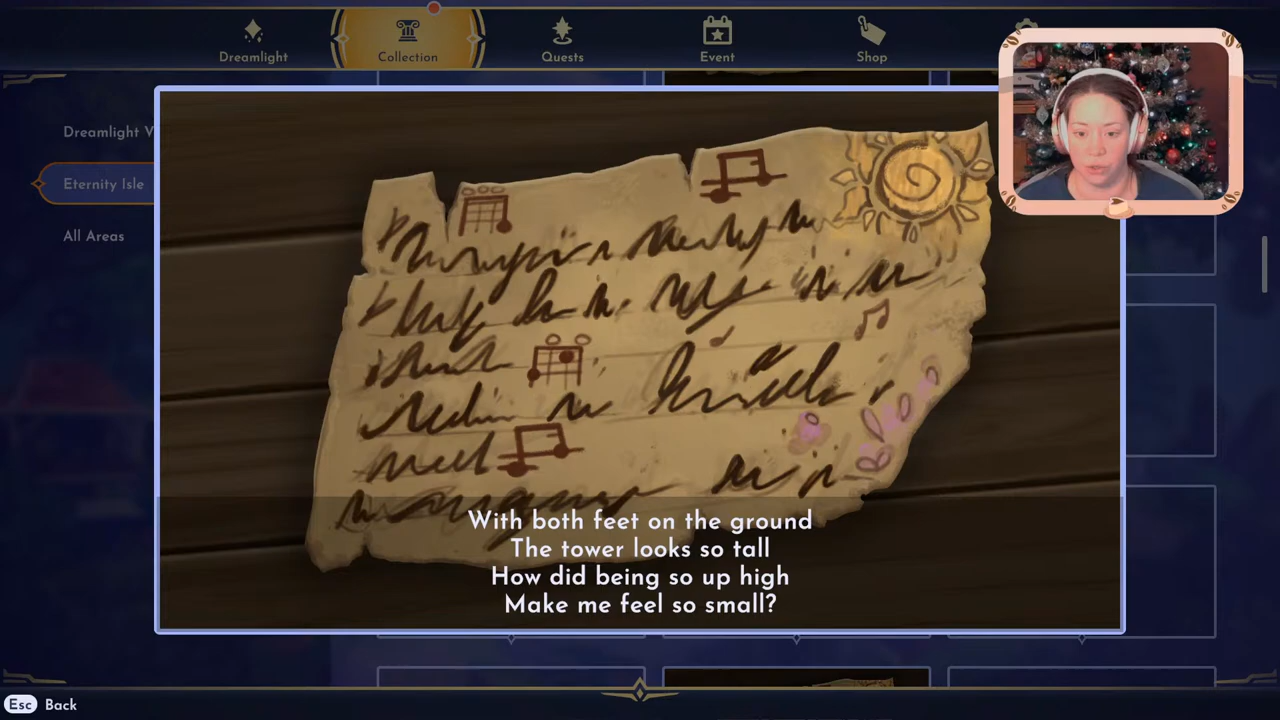 Dreamlight
Collection
Quests
Event
Shop
Dreamlight V
Eternity Isle
All Areas
With both feet on the ground
The tower looks so tall
How did being so up high
Make me feel so small?
Esc Back